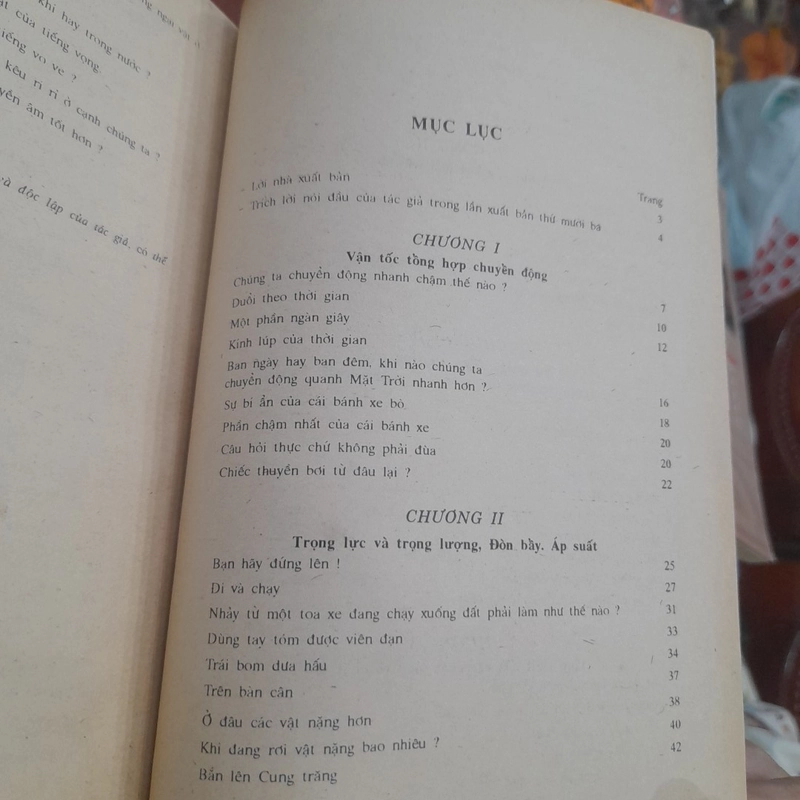 khí hay trong nước ?
của tiếng vọng.
vo ve ?
kêu rỉ rỉ ở cạnh chúng ta ?
âm tốt hơn ?
và độc lập của tác giả, có thể
MỤC LỤC
Trang
- Lời nhà xuất bản 3
- Trích lời nói đầu của tác giả trong lần xuất bản thứ mười ba 4
CHƯƠNG I
Vận tốc tổng hợp chuyển động
Chúng ta chuyển động nhanh chậm thế nào ? 7
Đuổi theo thời gian 10
Một phần ngàn giây 12
Kính lúp của thời gian
Ban ngày hay ban đêm, khi nào chúng ta
chuyển động quanh Mặt Trời nhanh hơn ? 16
Sự bí ẩn của cái bánh xe bò 18
Phần chậm nhất của cái bánh xe 20
Câu hỏi thực chứ không phải đùa 20
Chiếc thuyền bơi từ đâu lại ? 22
CHƯƠNG II
Trọng lực và trọng lượng, Đòn bẩy. Áp suất
Bạn hãy đứng lên ! 25
Đi và chạy 27
Nhảy từ một toa xe đang chạy xuống đất phải làm như thế nào ? 31
Dùng tay tóm được viên đạn 33
Trái bom dưa hấu 34
Trên bàn cân 37
Ở đâu các vật nặng hơn 38
Khi đang rơi vật nặng bao nhiêu ? 40
Bắn lên Cung trăng 42